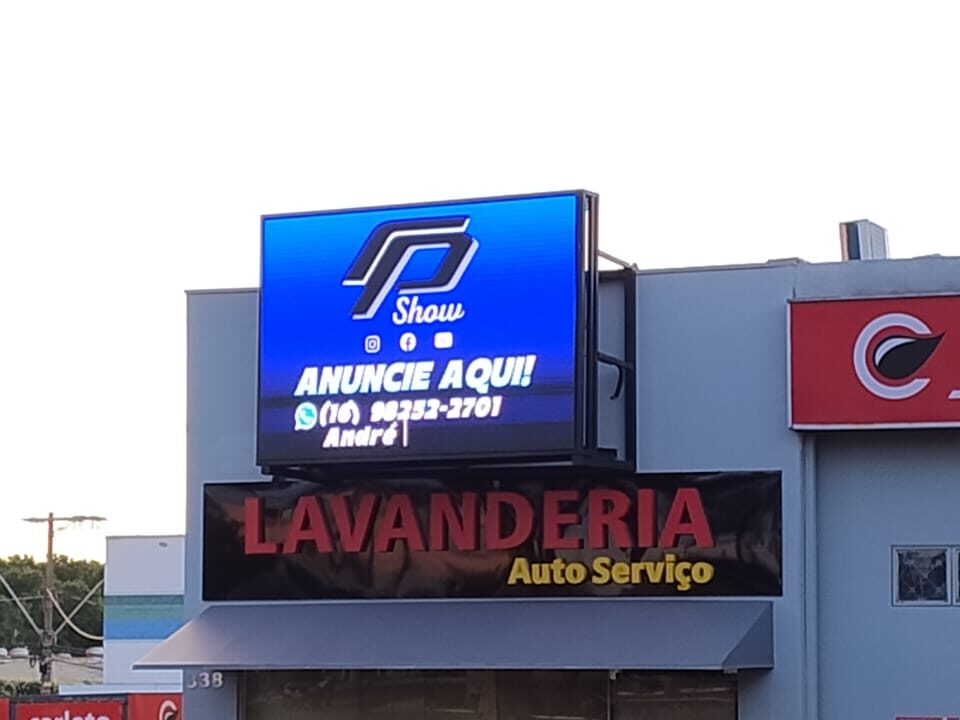 Show
ANUNCIE AQUI!
(16) 98252-2701
André
LAVANDERIA
Auto Serviço
338